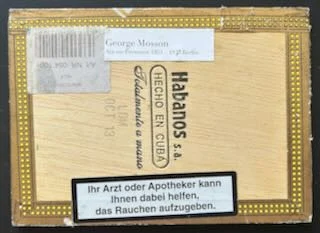 George Mosson
Habanos s.a.
HECHO EN CUBA
Totalmente a mano
OCT 13
Ihr Arzt oder Apotheker kann
Ihnen dabei helfen,
das Rauchen aufzugeben.